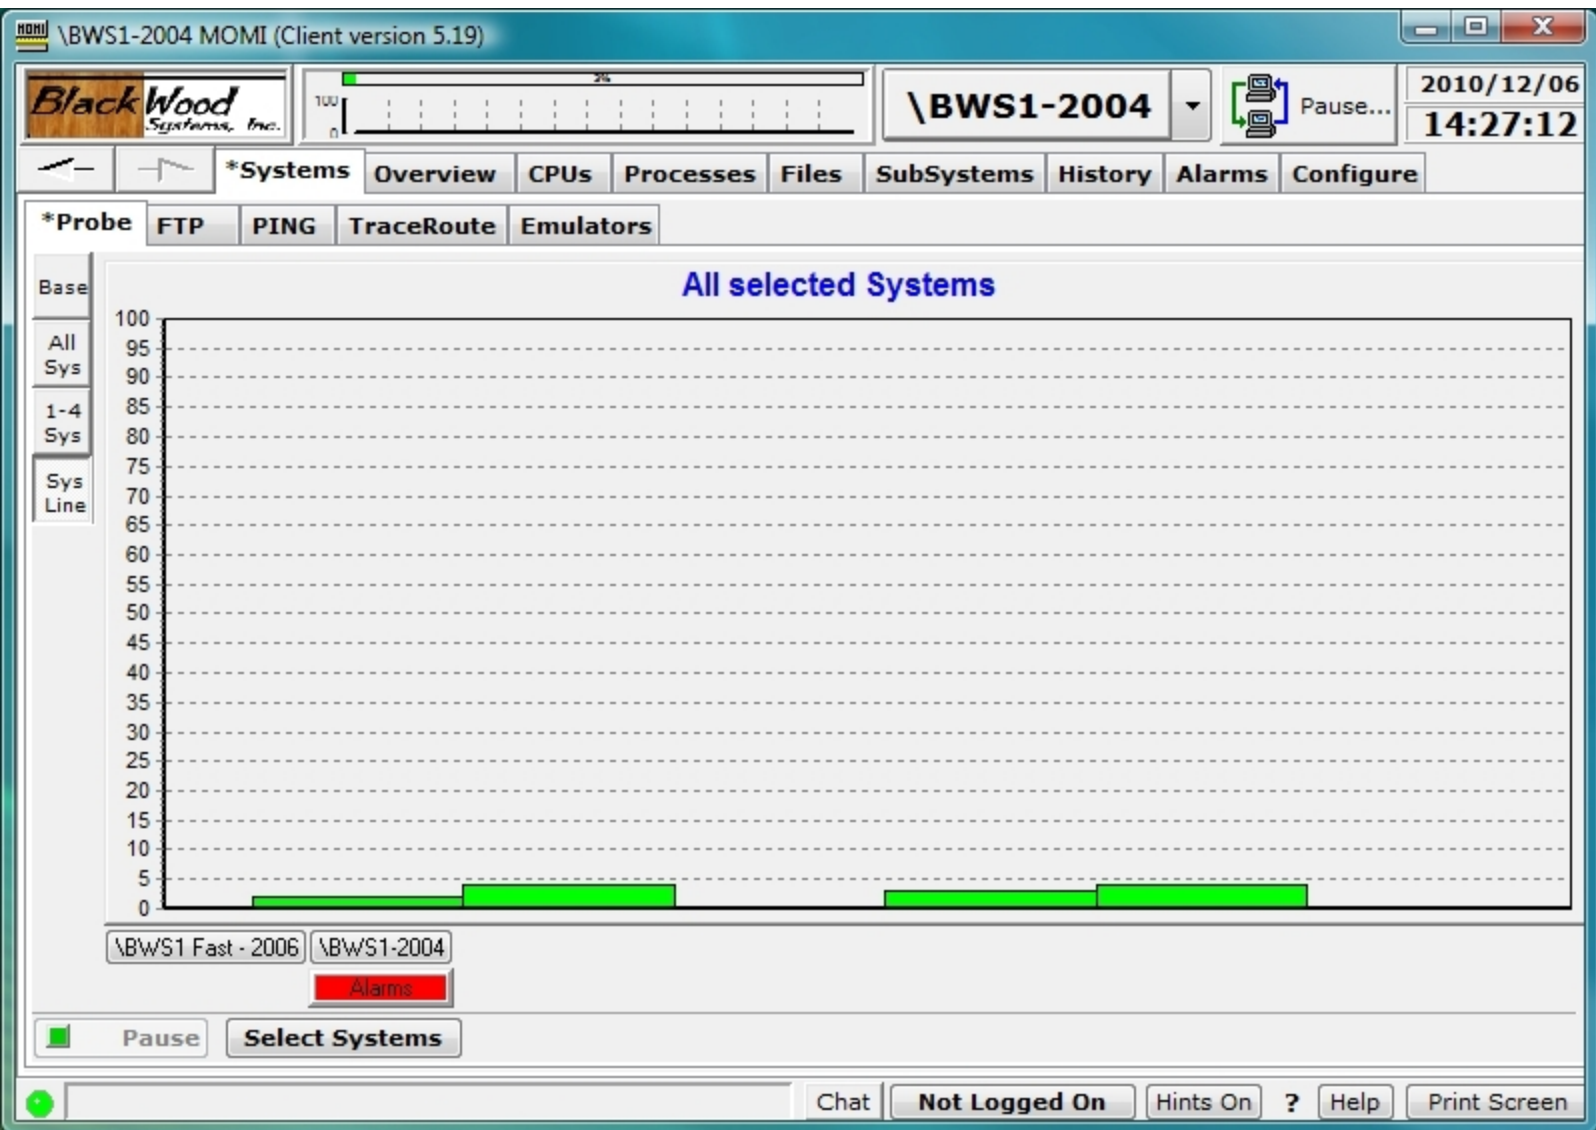 MOMI
\BWS1-2004 MOMI (Client version 5.19)
BlackWood
Systems, Inc.
3%
100
0
\BWS1-2004
Pause...
2010/12/06
14:27:12
*Systems Overview CPUs Processes Files SubSystems History Alarms Configure
*Probe FTP PING TraceRoute Emulators
Base
All
Sys
1-4
Sys
Sys
Line
All selected Systems
100
95
90
85
80
75
70
65
60
55
50
45
40
35
30
25
20
15
10
5
0
\BWS1 Fast - 2006 \BWS1-2004
Alarms
Pause Select Systems
Chat Not Logged On Hints On ? Help Print Screen